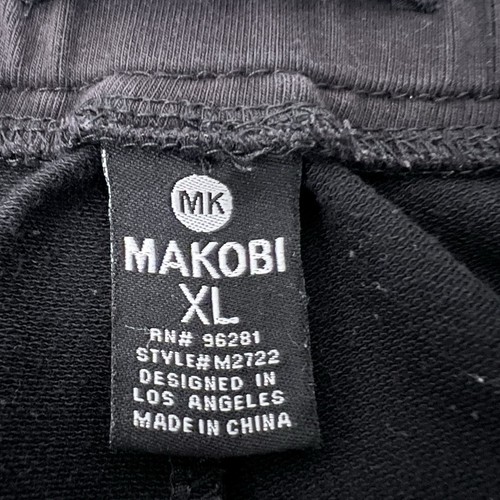 MK
MAKOBI
XL
RN# 96281
STYLE# M2722
DESIGNED IN
LOS ANGELES
MADE IN CHINA